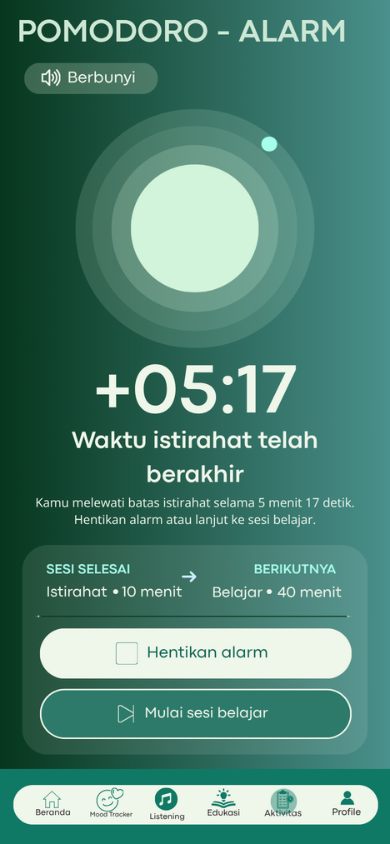 POMODORO - ALARM
Berbunyi
+05:17
Waktu istirahat telah
berakhir
Kamu melewati batas istirahat selama 5 menit 17 detik.
Hentikan alarm atau lanjut ke sesi belajar.
SESI SELESAI
Istirahat • 10 menit
BERIKUTNYA
Belajar • 40 menit
Hentikan alarm
Mulai sesi belajar
Beranda
Mood Tracker
Listening
Edukasi
Aktivitas
Profile